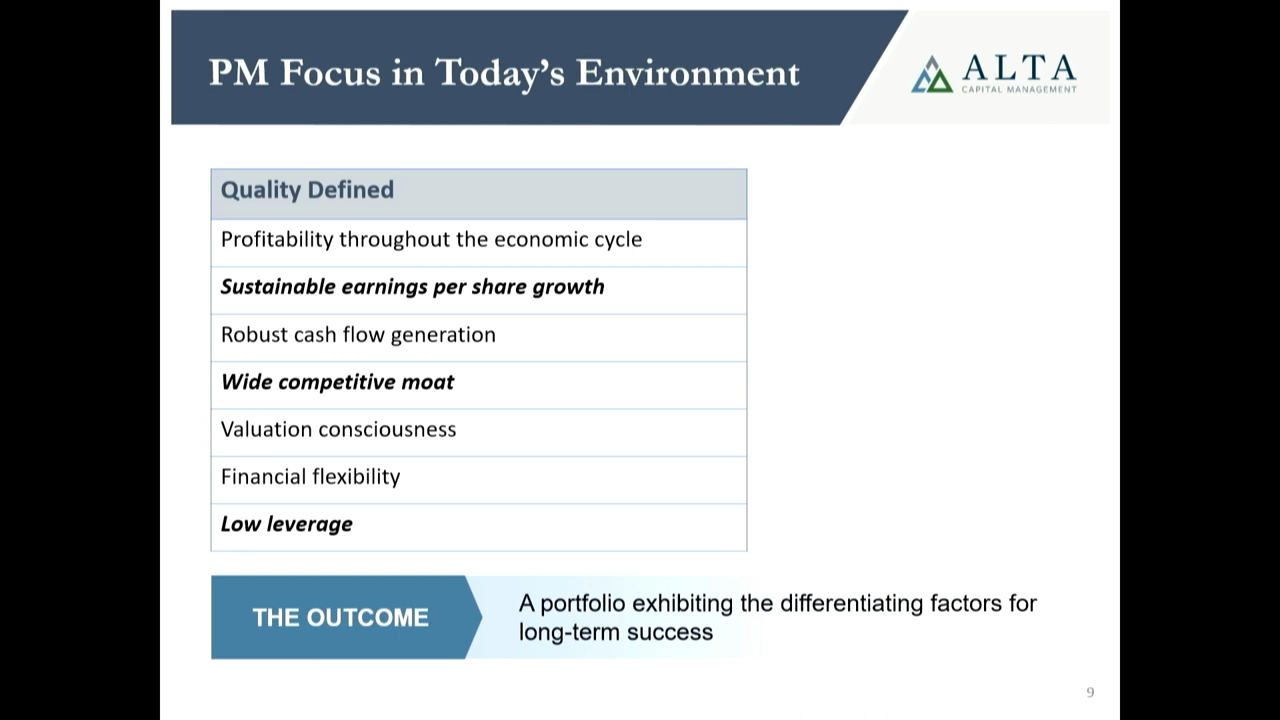 PM Focus in Today's Environment
ALTA
CAPITAL MANAGEMENT
Quality Defined
Profitability throughout the economic cycle
Sustainable earnings per share growth
Robust cash flow generation
Wide competitive moat
Valuation consciousness
Financial flexibility
Low leverage
THE OUTCOME
A portfolio exhibiting the differentiating factors for
long-term success
9